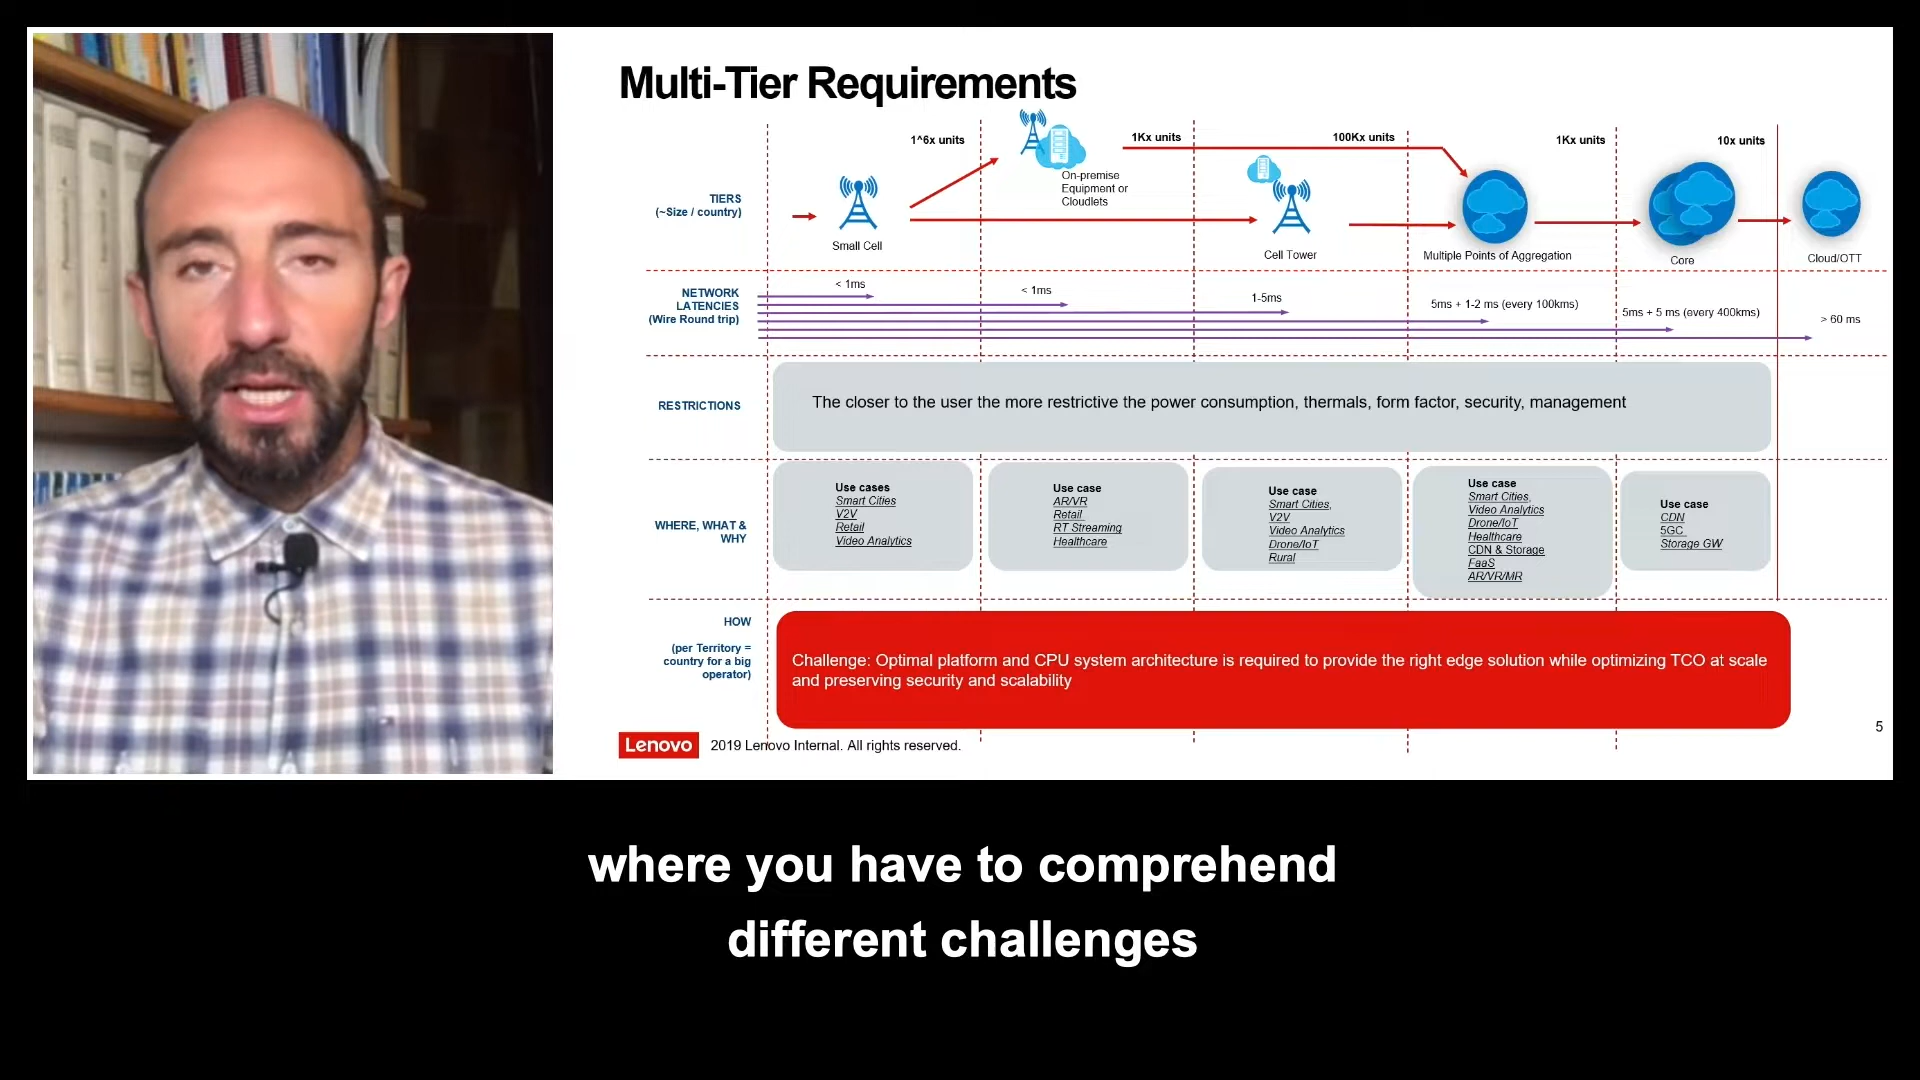 Multi-Tier Requirements
1^6x units
1Kx units
100Kx units
1Kx units
10x units
TIERS
(~Size / country)
Small Cell
On-premise
Equipment or
Cloudlets
Cell Tower
Multiple Points of Aggregation
Core
Cloud/OTT
NETWORK
LATENCIES
(Wire Round trip)
< 1ms
< 1ms
1-5ms
5ms + 1-2 ms (every 100kms)
5ms + 5 ms (every 400kms)
> 60 ms
RESTRICTIONS
The closer to the user the more restrictive the power consumption, thermals, form factor, security, management
WHERE, WHAT &
WHY
Use cases
Smart Cities
V2V
Retail
Video Analytics
Use case
AR/VR
Retail
RT Streaming
Healthcare
Use case
Smart Cities,
V2V
Video Analytics
Drone/IoT
Rural
Use case
Smart Cities,
Video Analytics
Drone/IoT
Healthcare
CDN & Storage
FaaS
AR/VR/MR
Use case
CDN
5GC
Storage GW
HOW
(per Territory =
country for a big
operator)
Challenge: Optimal platform and CPU system architecture is required to provide the right edge solution while optimizing TCO at scale
and preserving security and scalability
5
Lenovo 2019 Lenovo Internal. All rights reserved.
where you have to comprehend
different challenges